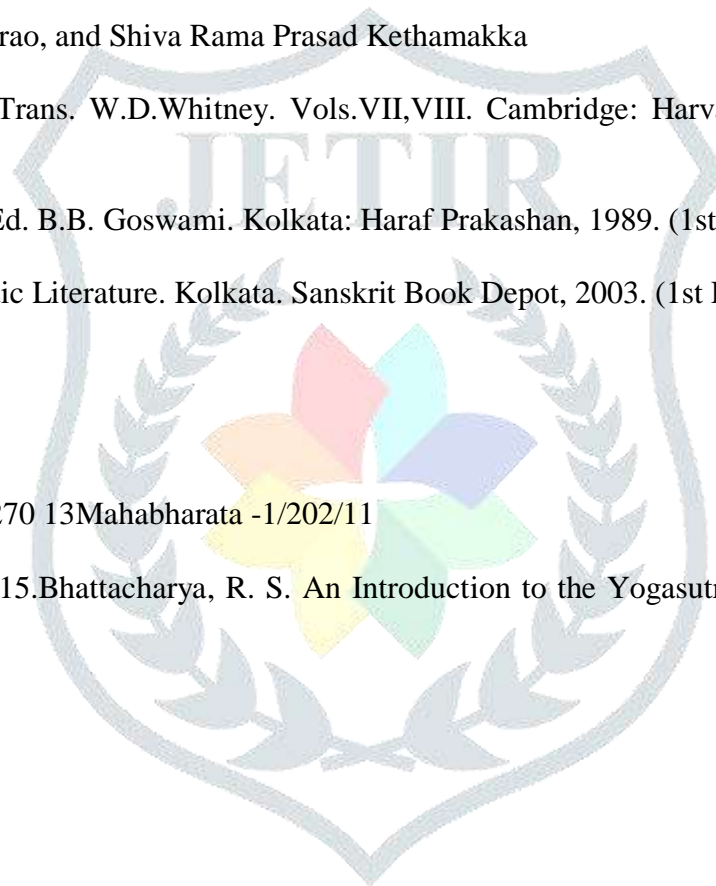 rao, and Shiva Rama Prasad Kethamakka
Trans. W.D.Whitney. Vols.VII,VIII. Cambridge: Harv
JETIR
Ed. B.B. Goswami. Kolkata: Haraf Prakashan, 1989. (1st
ic Literature. Kolkata. Sanskrit Book Depot, 2003. (1st
270 13Mahabharata -1/202/11
15.Bhattacharya, R. S. An Introduction to the Yogasut